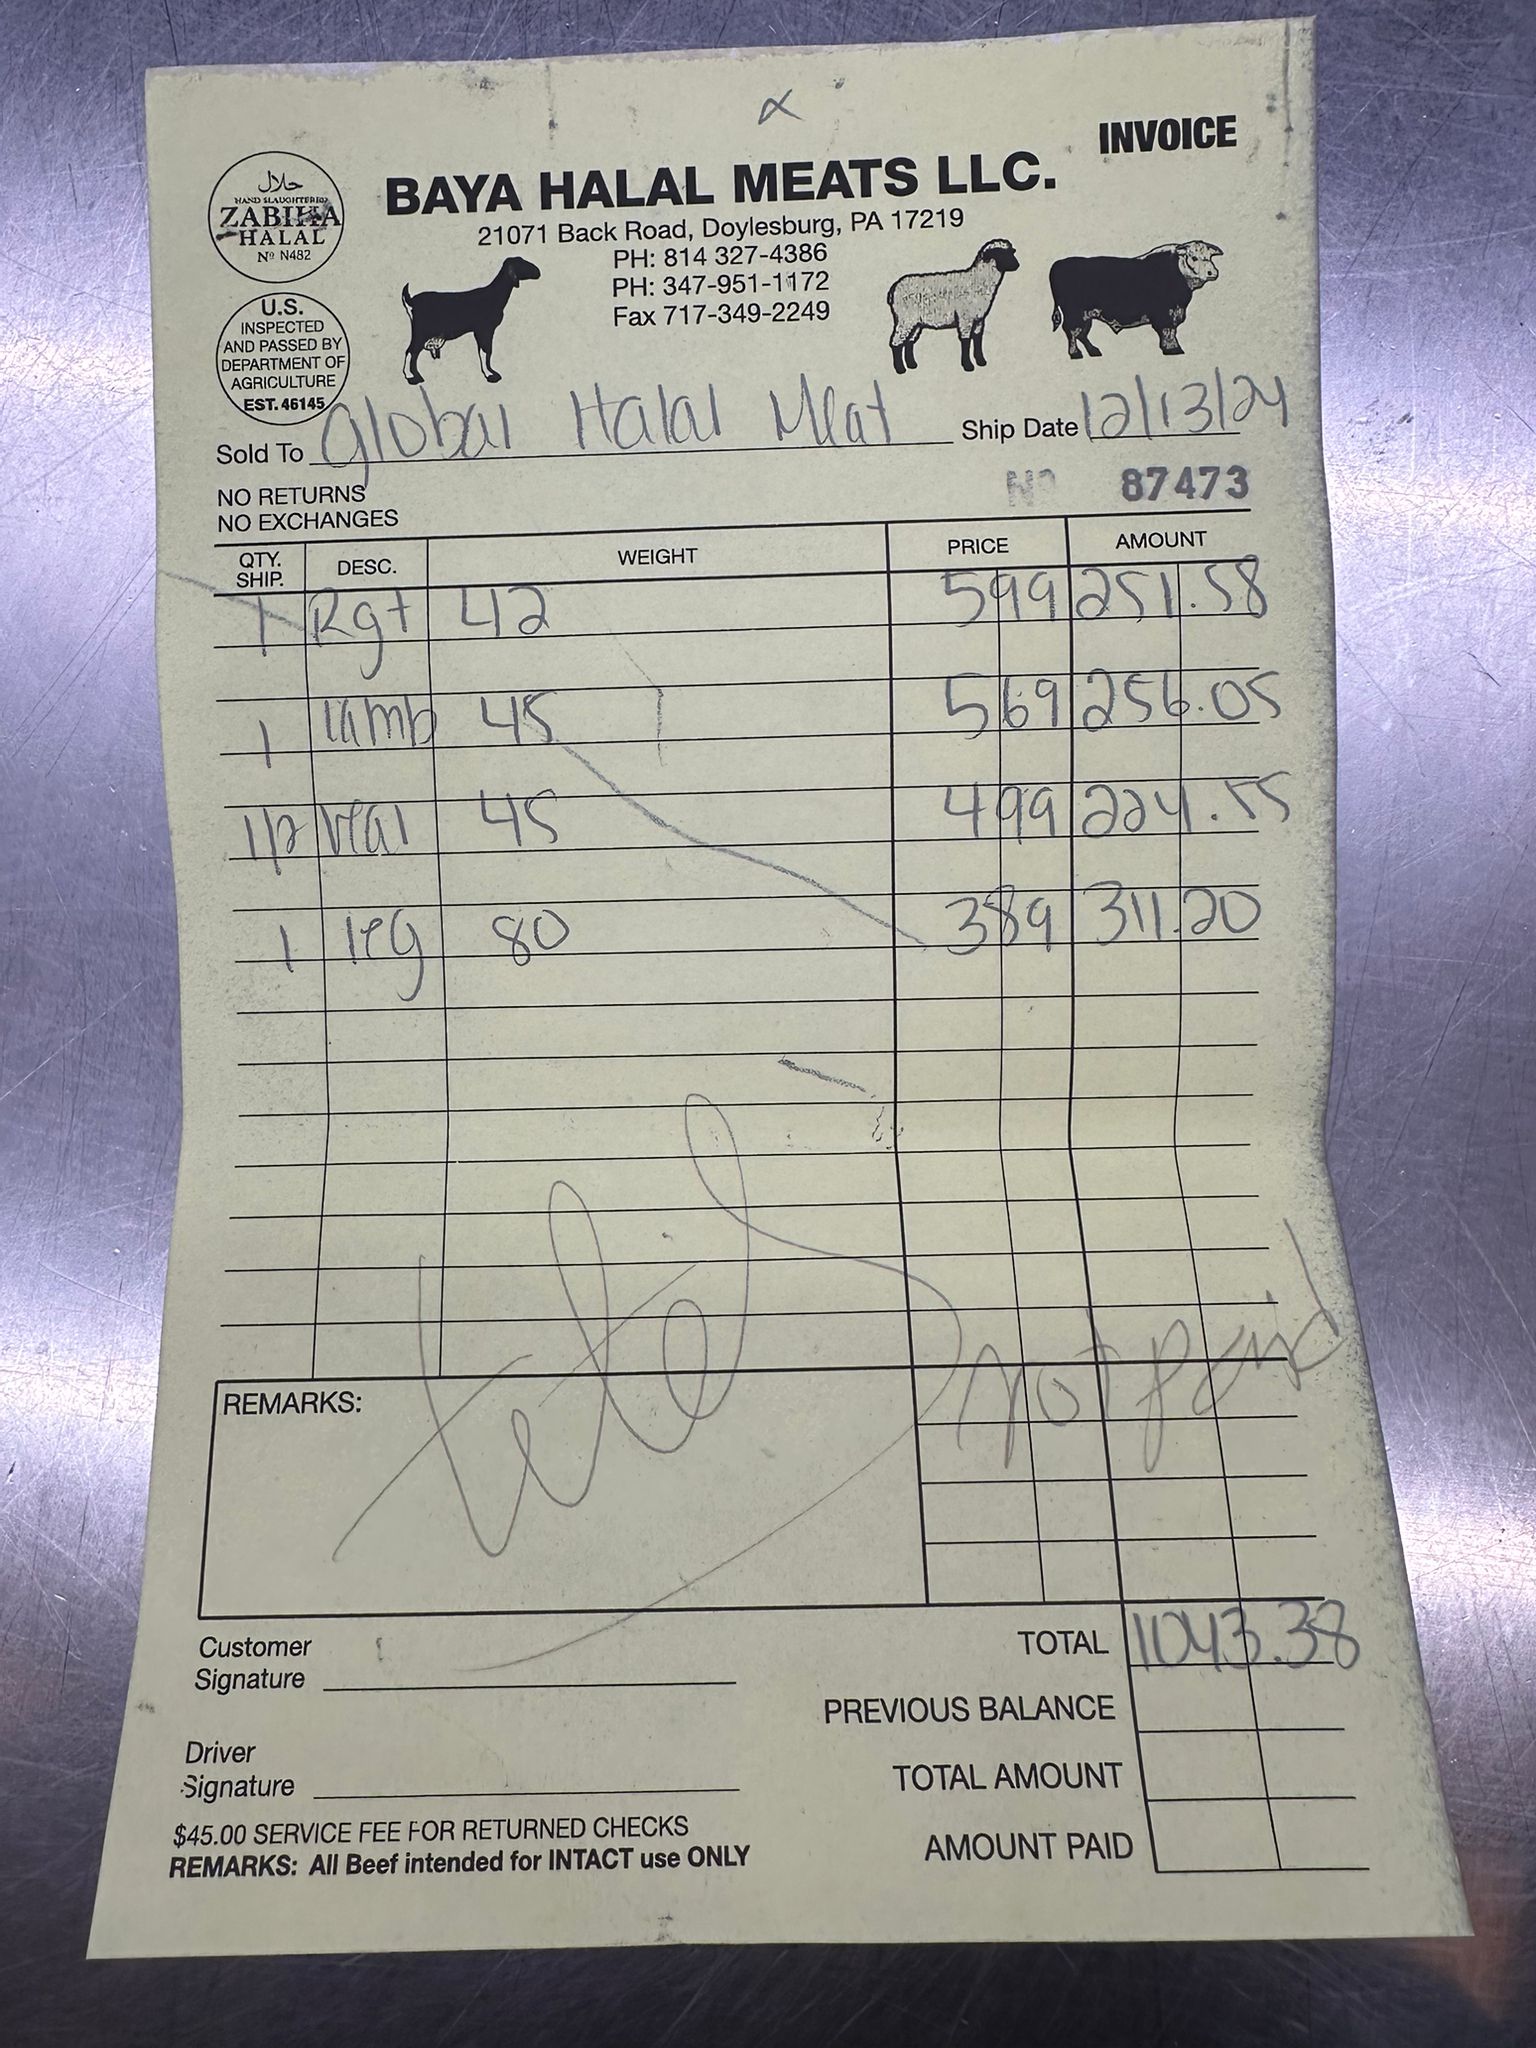 INVOICE
حلال
HAND SLAUGHTERED
ZABIHA
HALAL
Nº N482
BAYA HALAL MEATS LLC.
21071 Back Road, Doylesburg, PA 17219
PH: 814 327-4386
PH: 347-951-1172
Fax 717-349-2249
U.S.
INSPECTED
AND PASSED BY
DEPARTMENT OF
AGRICULTURE
EST. 46145
Sold To Global Halal Meat Ship Date 12/13/24
NO RETURNS
NO EXCHANGES
Nº 87473
QTY. SHIP. DESC. WEIGHT PRICE AMOUNT
1 Rgt 42 599 251.58
1 lamb 45 569 256.05
1/2 veal 45 499 224.55
1 leg 80 389 311.20
not paid
REMARKS:
Customer
Signature
TOTAL 1043.38
PREVIOUS BALANCE
Driver
Signature
TOTAL AMOUNT
AMOUNT PAID
$45.00 SERVICE FEE FOR RETURNED CHECKS
REMARKS: All Beef intended for INTACT use ONLY